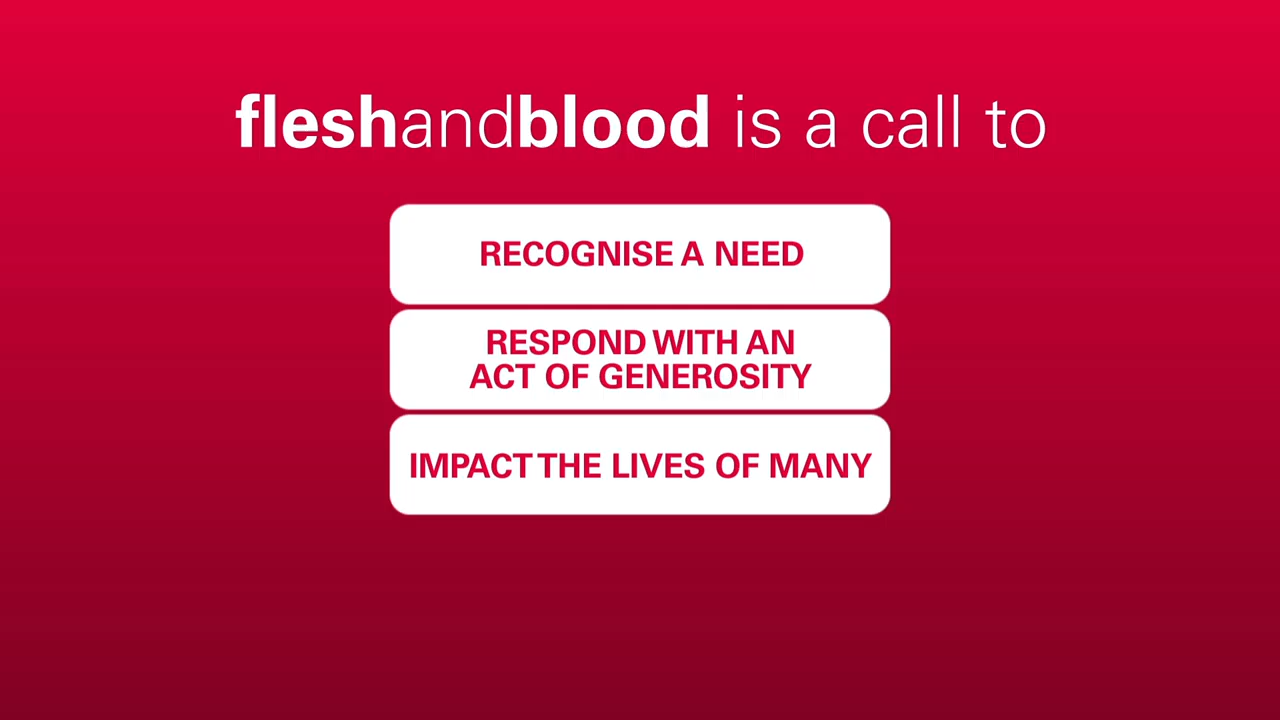 fleshandblood is a call to
RECOGNISE A NEED
RESPOND WITH AN
ACT OF GENEROSITY
IMPACT THE LIVES OF MANY